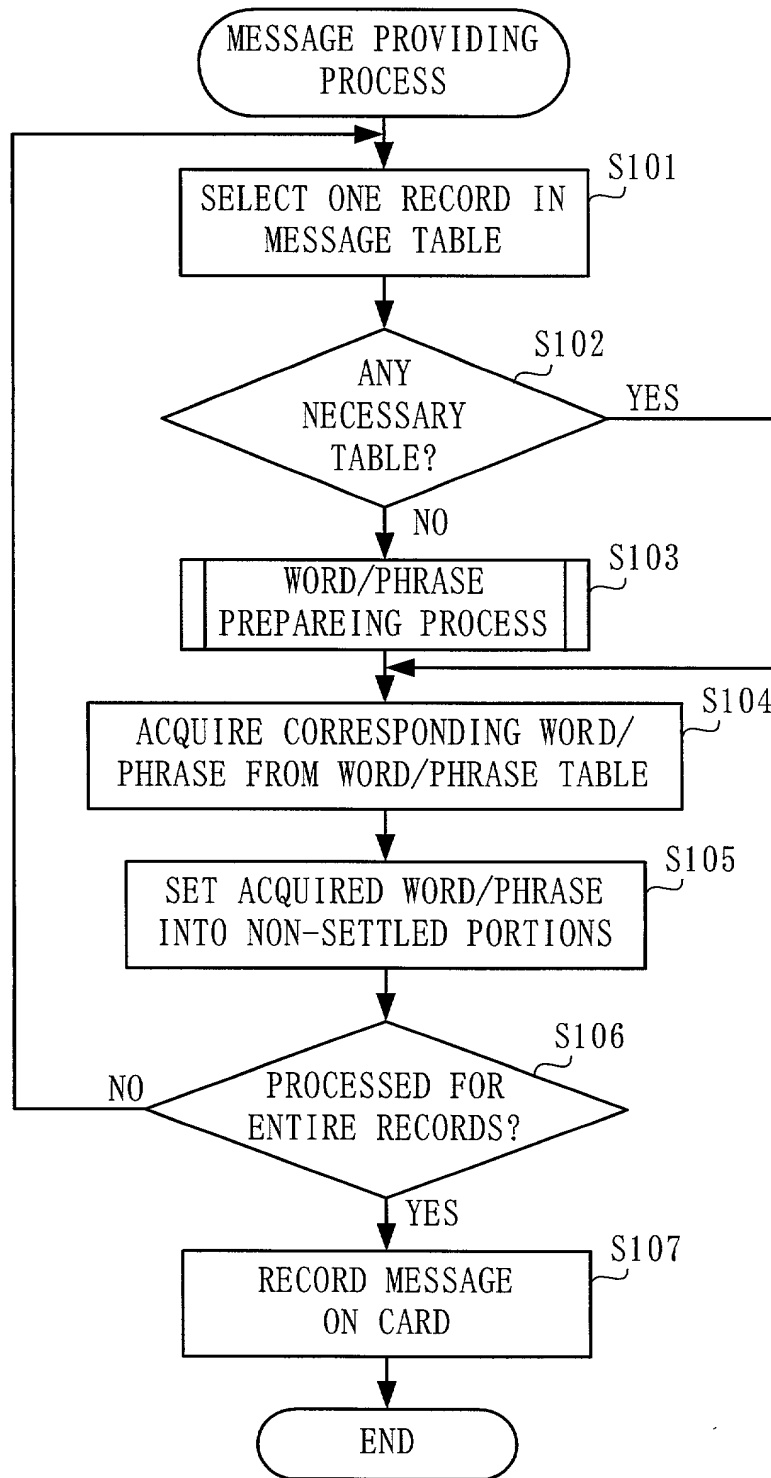 MESSAGE PROVIDING
PROCESS
S101
SELECT ONE RECORD IN
MESSAGE TABLE
S102
ANY
NECESSARY
TABLE?
YES
NO
S103
WORD/PHRASE
PREPAREING PROCESS
S104
ACQUIRE CORRESPONDING WORD/
PHRASE FROM WORD/PHRASE TABLE
S105
SET ACQUIRED WORD/PHRASE
INTO NON-SETTLED PORTIONS
S106
NO
PROCESSED FOR
ENTIRE RECORDS?
YES
S107
RECORD MESSAGE
ON CARD
END